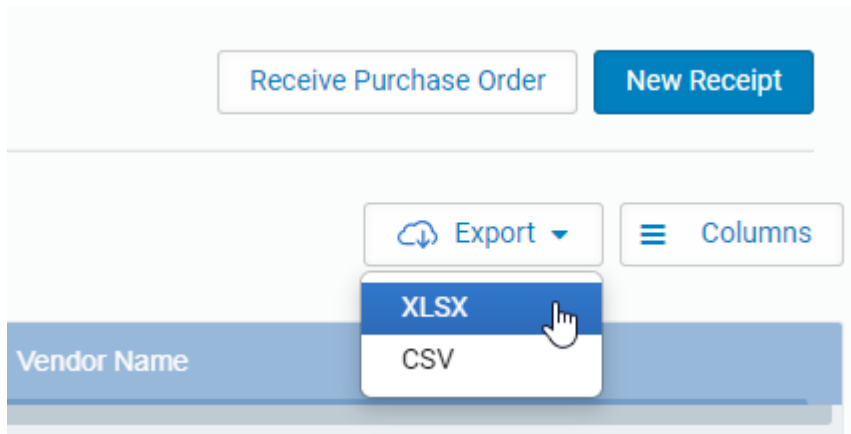 Receive Purchase Order
New Receipt
Export
Columns
XLSX
Vendor Name
CSV